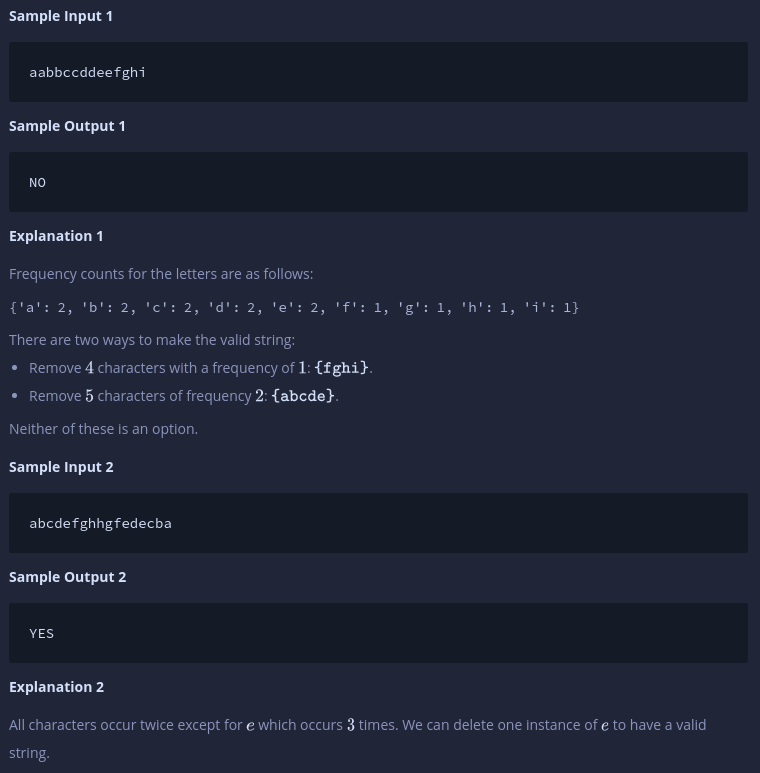 Sample Input 1
aabbccddeefghi
Sample Output 1
NO
Explanation 1
Frequency counts for the letters are as follows:
{'a': 2, 'b': 2, 'c': 2, 'd': 2, 'e': 2, 'f': 1, 'g': 1, 'h': 1, 'i': 1}
There are two ways to make the valid string:
• Remove 4 characters with a frequency of 1: {fghi}.
• Remove 5 characters of frequency 2: {abcde}.
Neither of these is an option.
Sample Input 2
abcdefghhgfedecba
Sample Output 2
YES
Explanation 2
All characters occur twice except for e which occurs 3 times. We can delete one instance of e to have a valid
string.